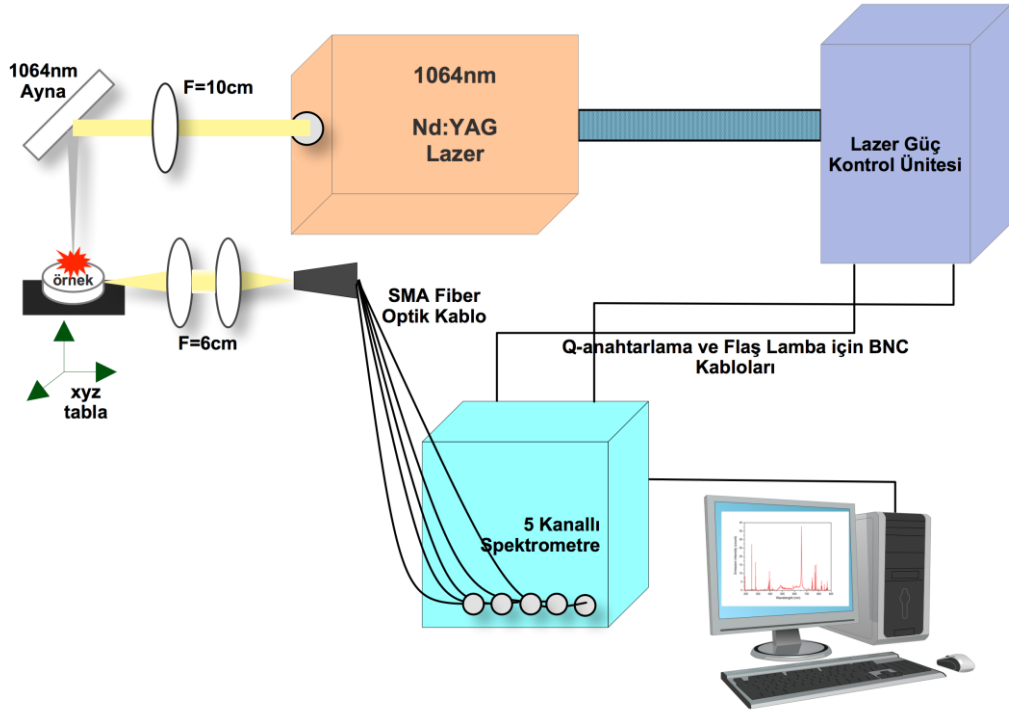 1064nm
Ayna
F=10cm
1064nm
Nd:YAG
Lazer
Lazer Güç
Kontrol Ünitesi
örnek
F=6cm
SMA Fiber
Optik Kablo
xyz
tabla
Q-anahtarlama ve Flaş Lamba için BNC
Kabloları
5 Kanallı
Spektrometre